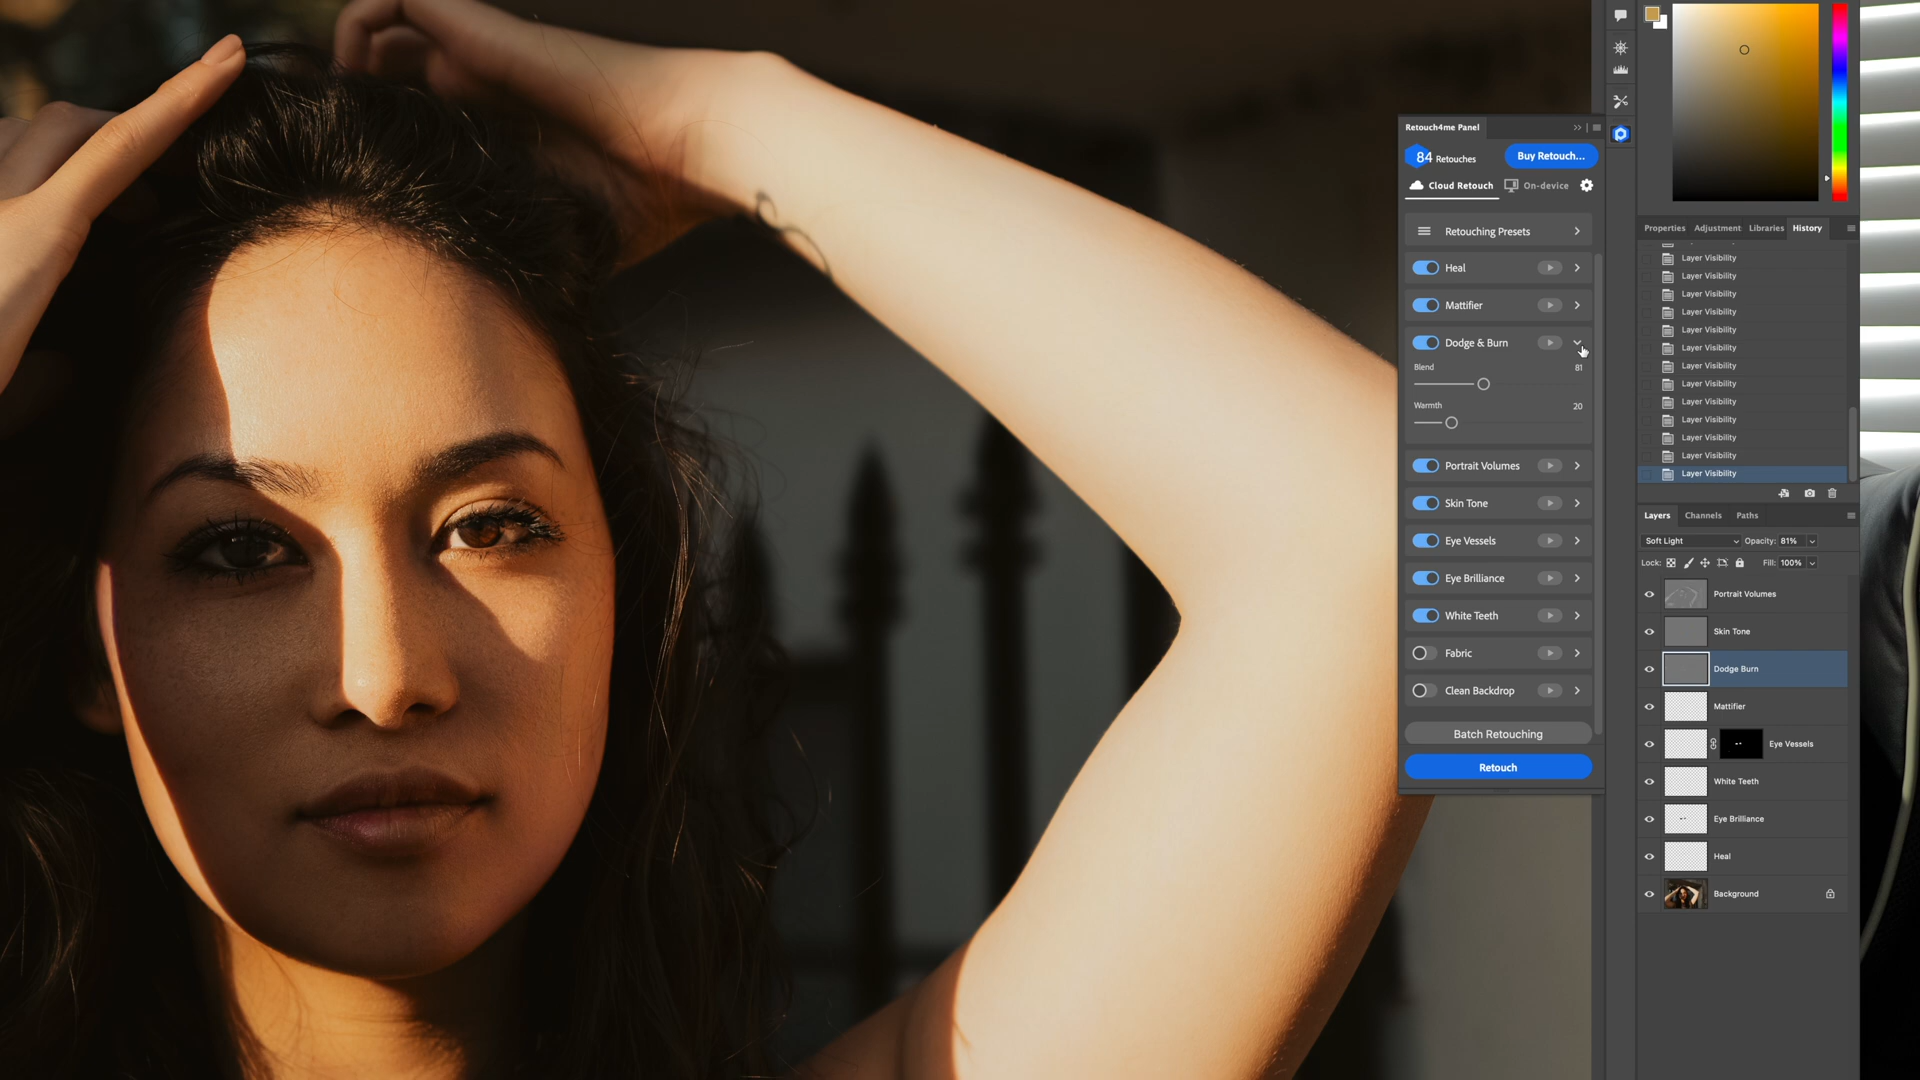 Retouch4me Panel
84 Retouches
Buy Retouch...
Cloud Retouch
On-device
Retouching Presets
Heal
Mattifier
Dodge & Burn
Blend
81
Warmth
20
Portrait Volumes
Skin Tone
Eye Vessels
Eye Brilliance
White Teeth
Fabric
Clean Backdrop
Batch Retouching
Retouch
Properties
Adjustment
Libraries
History
Layer Visibility
Layer Visibility
Layer Visibility
Layer Visibility
Layer Visibility
Layer Visibility
Layer Visibility
Layer Visibility
Layer Visibility
Layer Visibility
Layer Visibility
Layer Visibility
Layer Visibility
Layers
Channels
Paths
Soft Light
Opacity: 81%
Lock:
Fill: 100%
Portrait Volumes
Skin Tone
Dodge Burn
Mattifier
Eye Vessels
White Teeth
Eye Brilliance
Heal
Background